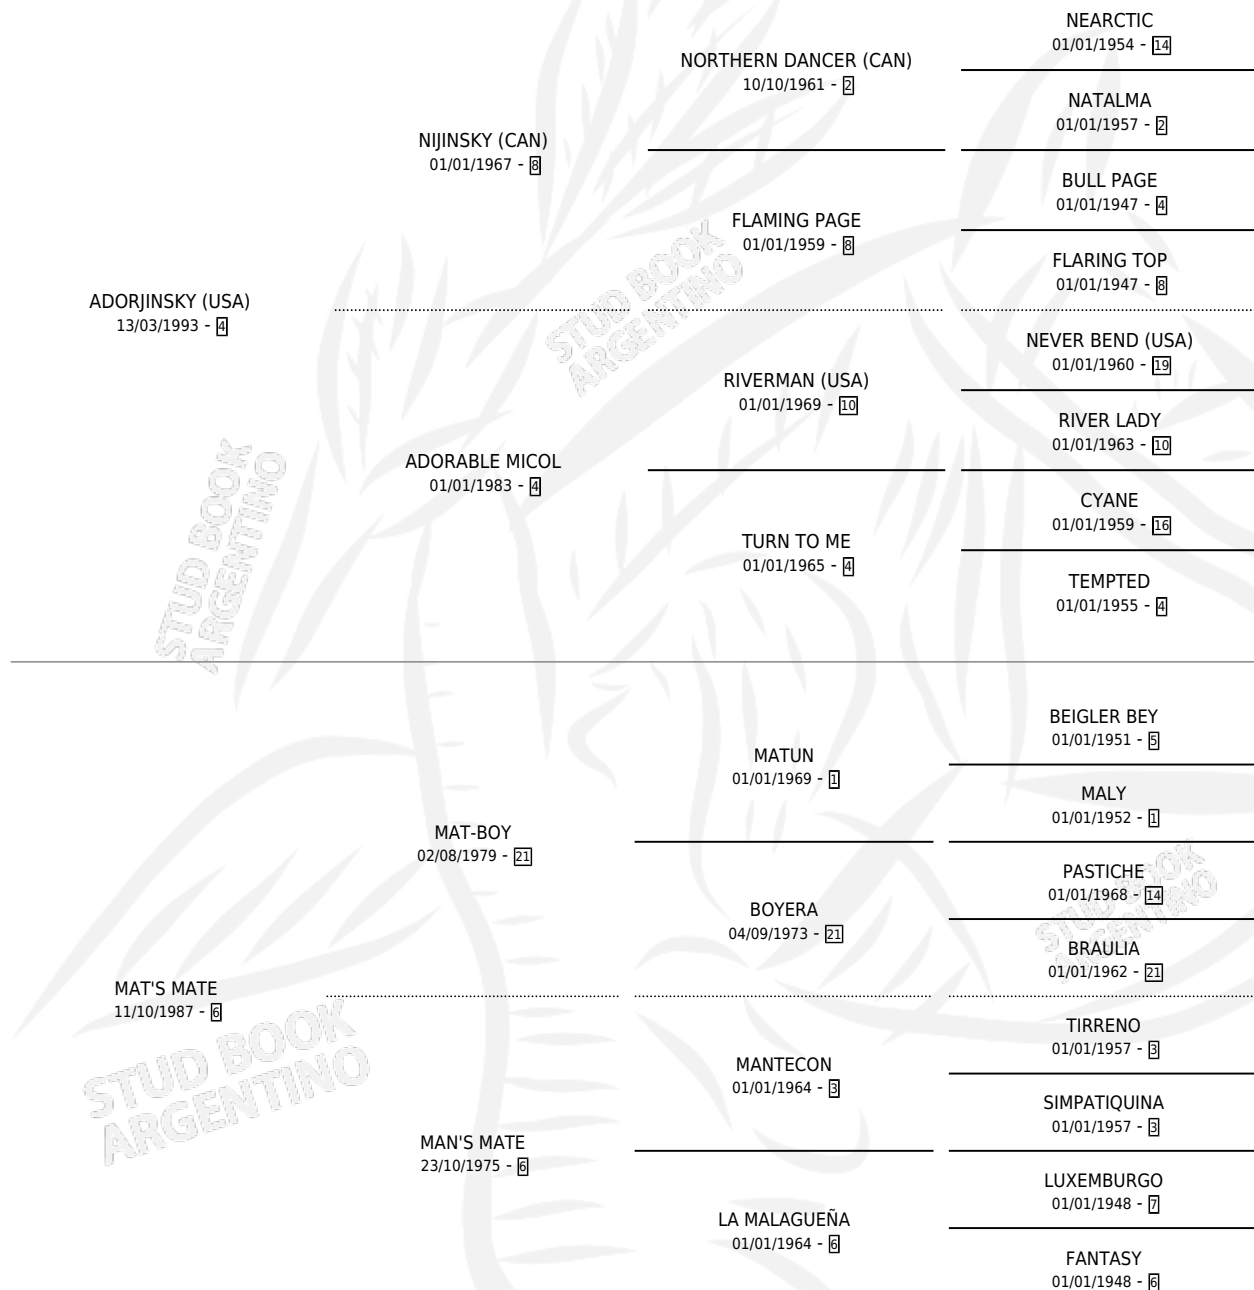 NEARCTIC
01/01/1954 - 14
NORTHERN DANCER (CAN)
10/10/1961 - 2
NATALMA
01/01/1957 - 2
NIJINSKY (CAN)
01/01/1967 - 8
BULL PAGE
01/01/1947 - 4
FLAMING PAGE
01/01/1959 - 8
FLARING TOP
01/01/1947 - 8
ADORJINSKY (USA)
13/03/1993 - 4
NEVER BEND (USA)
01/01/1960 - 19
RIVERMAN (USA)
01/01/1969 - 10
RIVER LADY
01/01/1963 - 10
ADORABLE MICOL
01/01/1983 - 4
CYANE
01/01/1959 - 16
TURN TO ME
01/01/1965 - 4
TEMPTED
01/01/1955 - 4
BEIGLER BEY
01/01/1951 - 5
MATUN
01/01/1969 - 1
MALY
01/01/1952 - 1
MAT-BOY
02/08/1979 - 21
PASTICHE
01/01/1968 - 14
BOYERA
04/09/1973 - 21
BRAULIA
01/01/1962 - 21
MAT'S MATE
11/10/1987 - 6
TIRRENO
01/01/1957 - 3
MANTECON
01/01/1964 - 3
SIMPATIQUINA
01/01/1957 - 3
MAN'S MATE
23/10/1975 - 6
LUXEMBURGO
01/01/1948 - 7
LA MALAGUEÑA
01/01/1964 - 6
FANTASY
01/01/1948 - 6
STUD BOOK
ARGENTINO
STUD BOOK
ARGENTINO
STUD BOOK
ARGENTINO
STUD BOOK
ARGENTINO